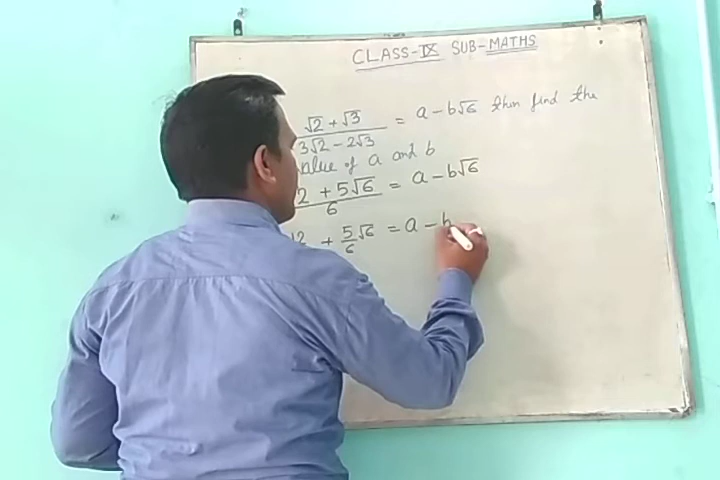 CLASS-IX SUB-MATHS
√2 + √3 / 3√2 - 2√3 = a - b√6 then find the
value of a and b
2 + 5√6 / 6 = a - b√6
2 + 5/6 √6 = a - b